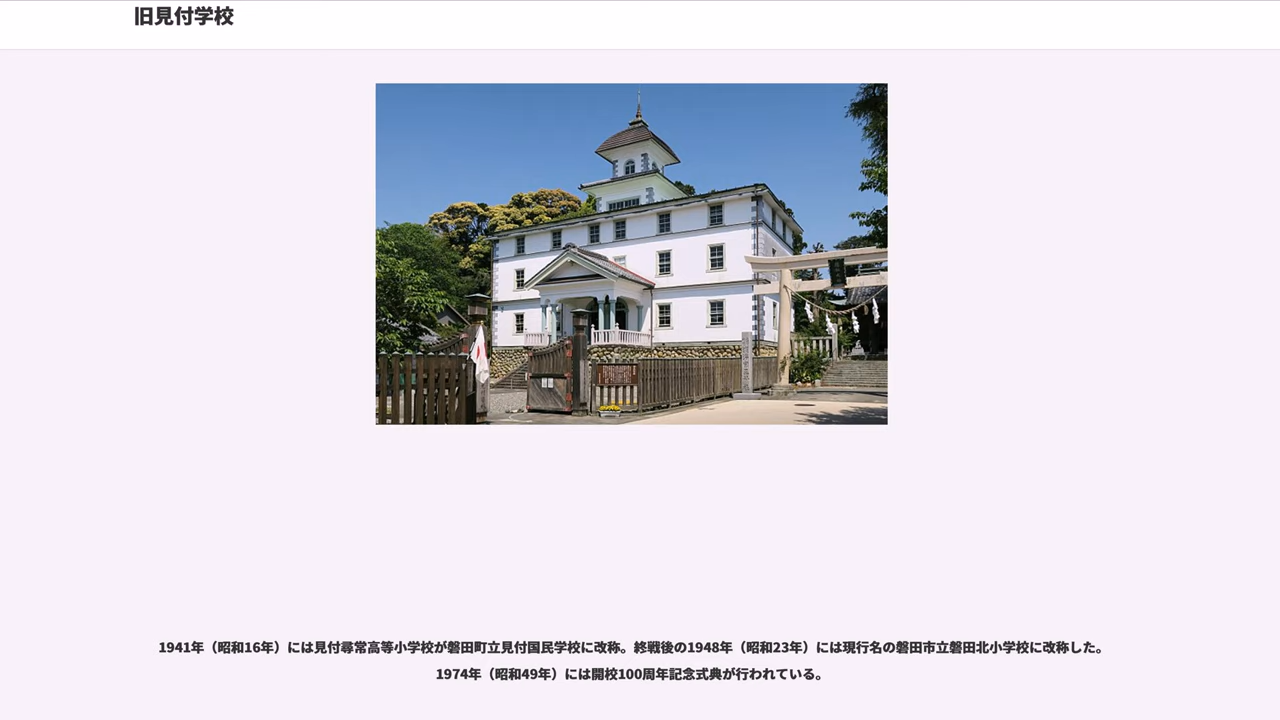 旧見付学校
1941年（昭和16年）には見付尋常高等小学校が磐田町立見付国民学校に改称。終戦後の1948年（昭和23年）には現行名の磐田市立磐田北小学校に改称した。
1974年（昭和49年）には開校100周年記念式典が行われている。